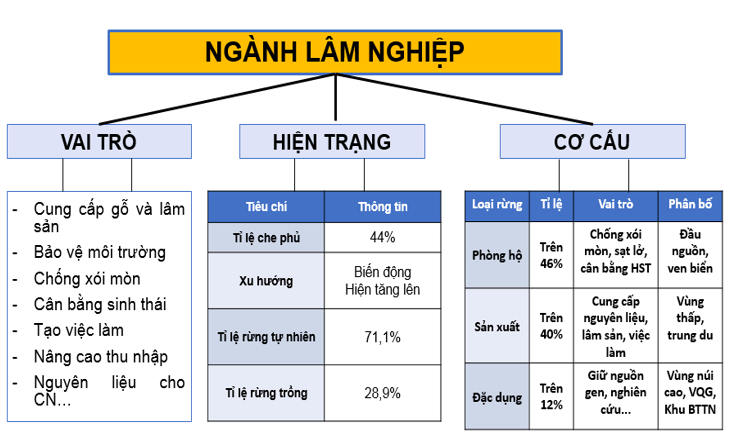 NGÀNH LÂM NGHIỆP
VAI TRÒ
- Cung cấp gỗ và lâm
sản
- Bảo vệ môi trường
- Chống xói mòn
- Cân bằng sinh thái
- Tạo việc làm
- Nâng cao thu nhập
- Nguyên liệu cho
CN...
HIỆN TRẠNG
Tiêu chí Thông tin
Tỉ lệ che phủ 44%
Xu hướng Biến động
Hiện tăng lên
Tỉ lệ rừng tự nhiên 71,1%
Tỉ lệ rừng trồng 28,9%
CƠ CẤU
Loại rừng Tỉ lệ Vai trò Phân bố
Phòng hộ
Trên
46%
Chống xói
mòn, sạt lở,
cân bằng HST
Đầu
nguồn,
ven biển
Sản xuất
Trên
40%
Cung cấp
nguyên liệu,
lâm sản, việc
làm
Vùng
thấp,
trung du
Đặc dụng
Trên
12%
Giữ nguồn
gen, nghiên
cứu...
Vùng núi
cao, VQG,
Khu BTTN